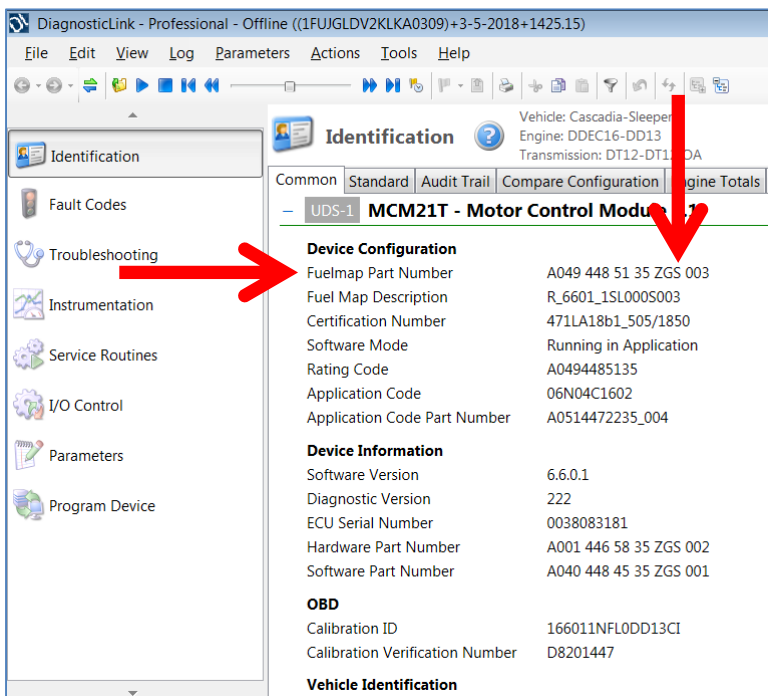 DiagnosticLink - Professional - Offline ((1FUJGLDV2KLKA0309)+3-5-2018+1425.15)
File Edit View Log Parameters Actions Tools Help
Identification
Fault Codes
Troubleshooting
Instrumentation
Service Routines
I/O Control
Parameters
Program Device
Identification
Vehicle: Cascadia-Sleeper
Engine: DDEC16-DD13
Transmission: DT12-DT12 OA
Common Standard Audit Trail Compare Configuration Engine Totals
UDS-1 MCM21T - Motor Control Module
Device Configuration
Fuelmap Part Number A049 448 51 35 ZGS 003
Fuel Map Description R_6601_1SL000S003
Certification Number 471LA18b1_505/1850
Software Mode Running in Application
Rating Code A0494485135
Application Code 06N04C1602
Application Code Part Number A0514472235_004
Device Information
Software Version 6.6.0.1
Diagnostic Version 222
ECU Serial Number 0038083181
Hardware Part Number A001 446 58 35 ZGS 002
Software Part Number A040 448 45 35 ZGS 001
OBD
Calibration ID 166011NFL0DD13CI
Calibration Verification Number D8201447
Vehicle Identification